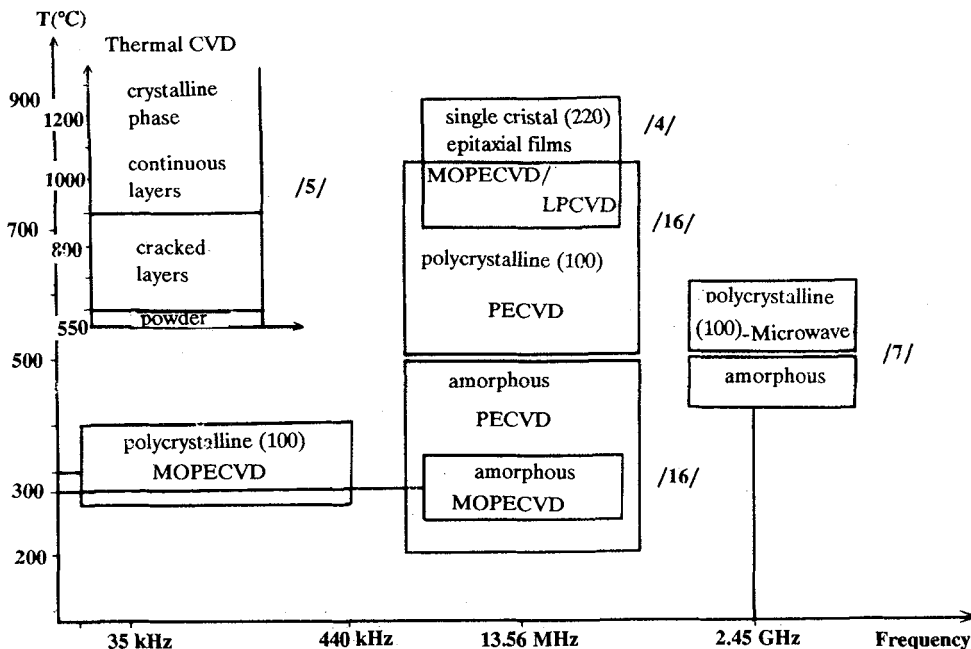 T(°C)
Thermal CVD
900
1200
1000
700
890
550
500
300
200
crystalline
phase
continuous
layers
/5/
cracked
layers
powder
single cristal (220)
epitaxial films
/4/
MOPECVD/
LPCVD
/16/
polycrystalline (100)
PECVD
amorphous
PECVD
amorphous
MOPECVD
/16/
polycrystalline (100)
MOPECVD
polycrystalline
(100)-Microwave
/7/
amorphous
35 kHz
440 kHz
13.56 MHz
2.45 GHz
Frequency